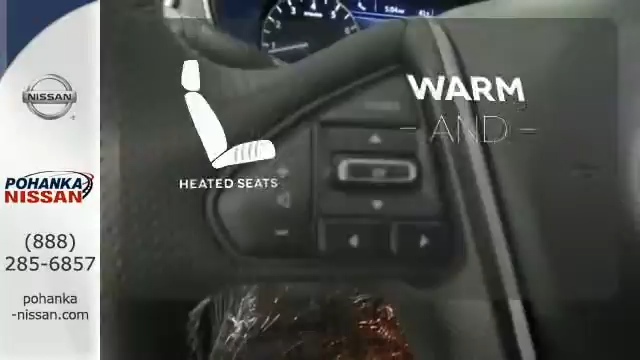 NISSAN
POHANKA
NISSAN
(888)
285-6857
pohanka
-nissan.com
HEATED SEATS
WARM
– AND –